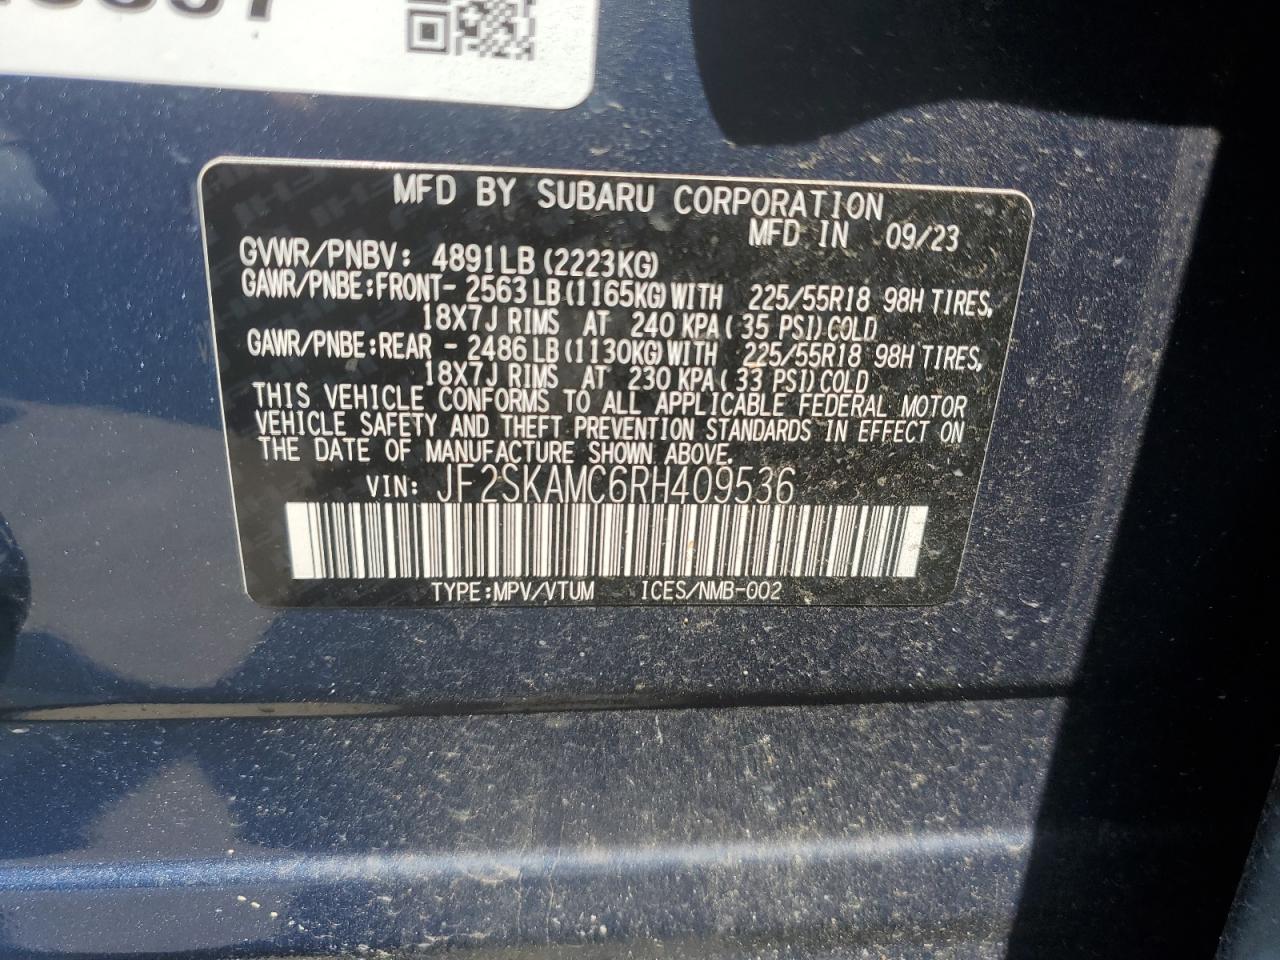 MFD BY SUBARU CORPORATION
MFD IN 09/23
GVWR/PNBV: 4891LB (2223KG)
GAWR/PNBE:FRONT- 2563LB(1165KG)WITH 225/55R18 98H TIRES,
18X7J RIMS AT 240 KPA( 35 PSI)COLD
GAWR/PNBE:REAR - 2486LB(1130KG)WITH 225/55R18 98H TIRES,
18X7J RIMS AT 230 KPA( 33 PSI)COLD
THIS VEHICLE CONFORMS TO ALL APPLICABLE FEDERAL MOTOR
VEHICLE SAFETY AND THEFT PREVENTION STANDARDS IN EFFECT ON
THE DATE OF MANUFACTURE SHOWN ABOVE.
VIN: JF2SKAMC6RH409536
TYPE:MPV/VTUM ICES/NMB-002